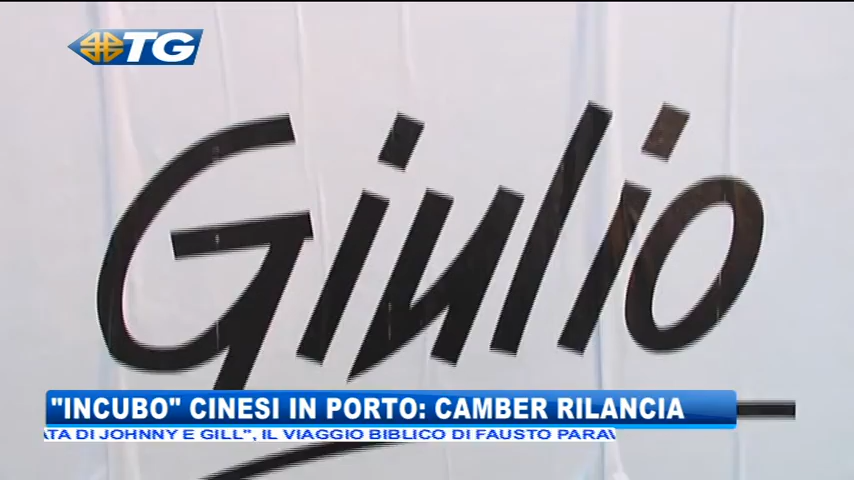 TG
Giulio
"INCUBO" CINESI IN PORTO: CAMBER RILANCIA
DI JOHNNY E GILL", IL VIAGGIO BIBLICO DI FAUSTO